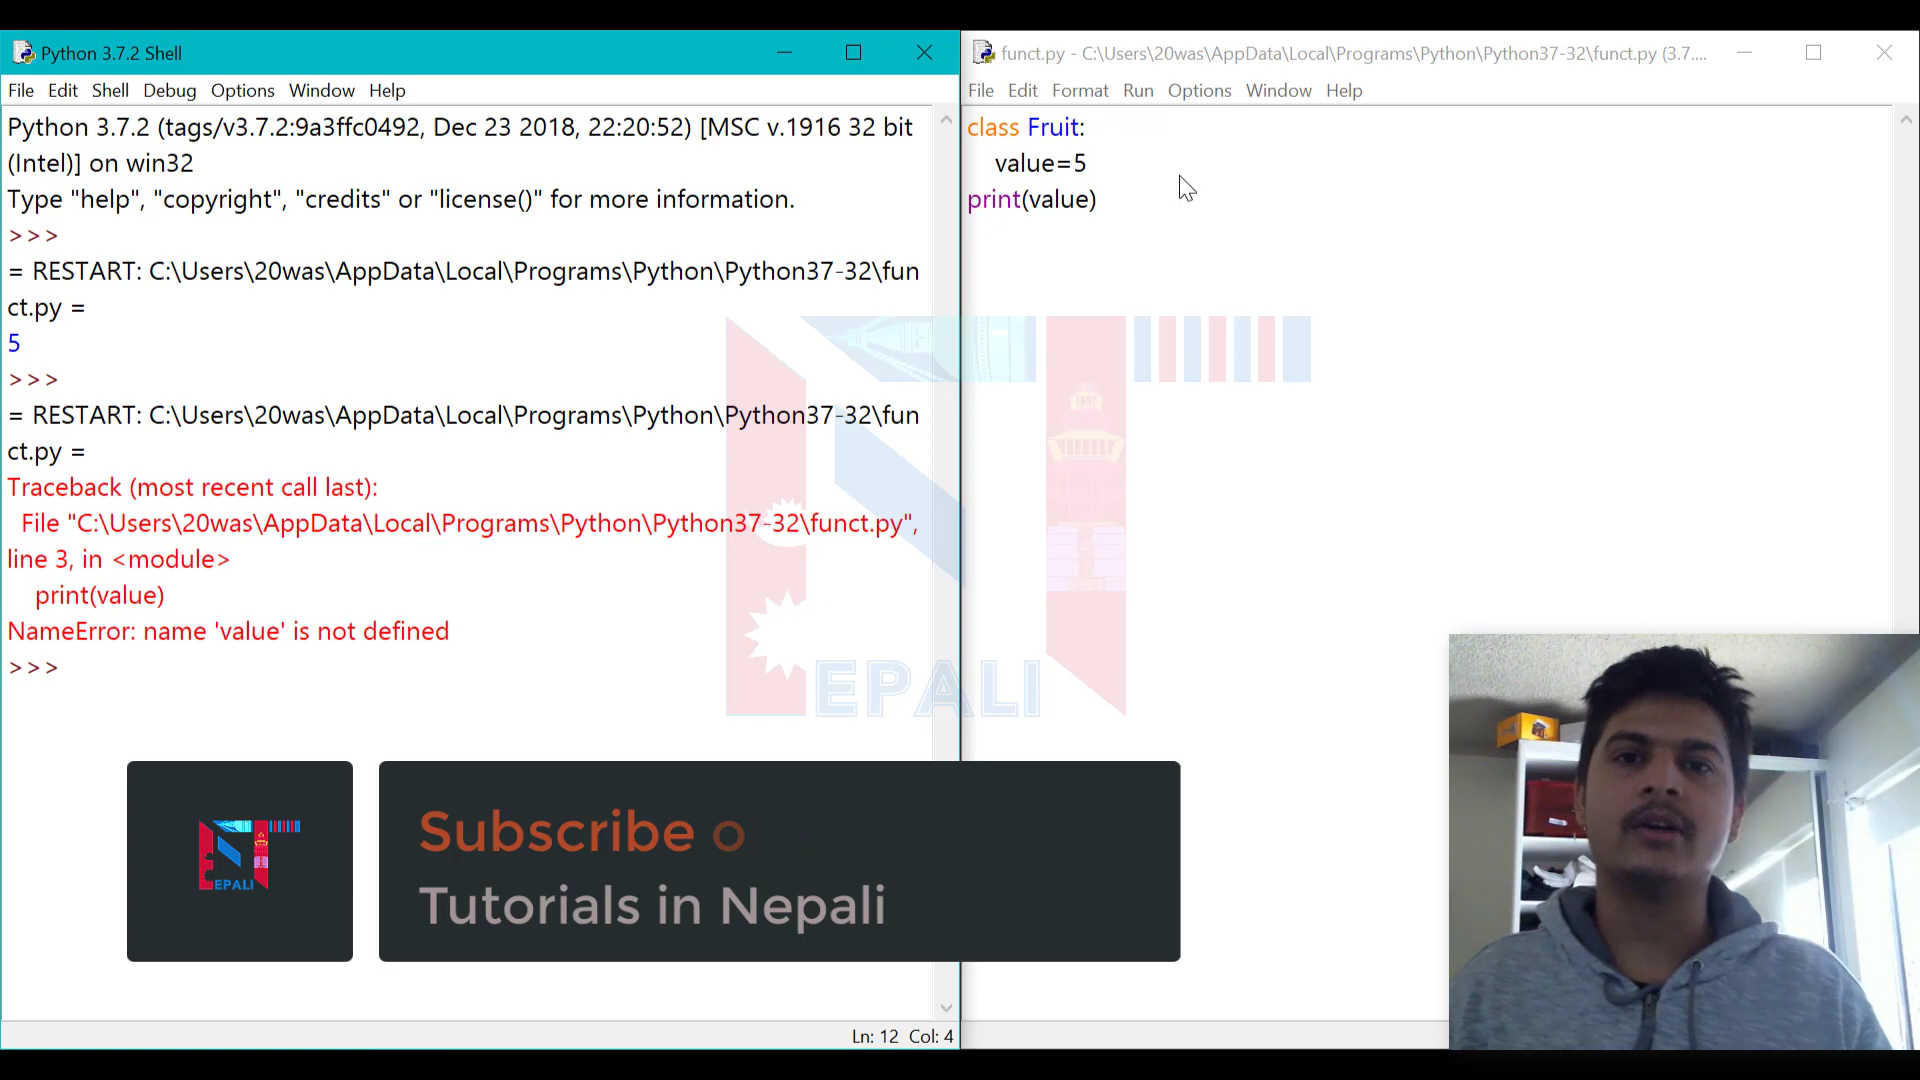 Python 3.7.2 Shell
File Edit Shell Debug Options Window Help
Python 3.7.2 (tags/v3.7.2:9a3ffc0492, Dec 23 2018, 22:20:52) [MSC v.1916 32 bit
(Intel)] on win32
Type "help", "copyright", "credits" or "license()" for more information.
>>>
= RESTART: C:\Users\20was\AppData\Local\Programs\Python\Python37-32\fun
ct.py =
5
>>>
= RESTART: C:\Users\20was\AppData\Local\Programs\Python\Python37-32\fun
ct.py =
Traceback (most recent call last):
File "C:\Users\20was\AppData\Local\Programs\Python\Python37-32\funct.py",
line 3, in <module>
print(value)
NameError: name 'value' is not defined
>>>
Ln: 12 Col: 4
funct.py - C:\Users\20was\AppData\Local\Programs\Python\Python37-32\funct.py (3.7....
File Edit Format Run Options Window Help
class Fruit:
value=5
print(value)
EPALI
EPALI
Subscribe o
Tutorials in Nepali